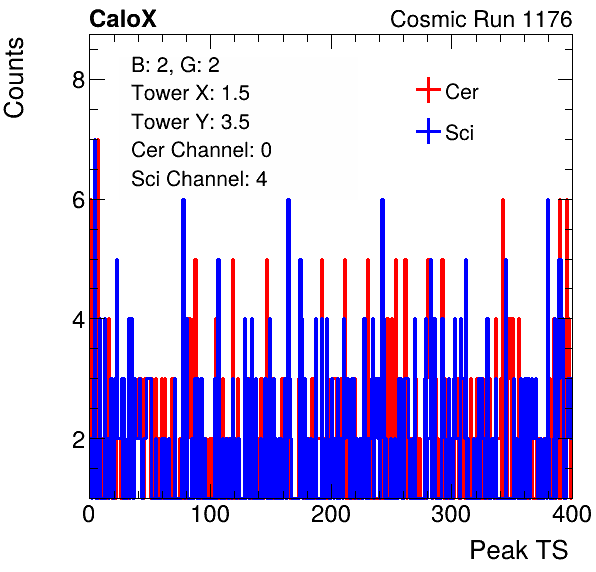 CaloX
Cosmic Run 1176
Counts
B: 2, G: 2
Tower X: 1.5
Tower Y: 3.5
Cer Channel: 0
Sci Channel: 4
Cer
Sci
8
6
4
2
0
100
200
300
400
Peak TS